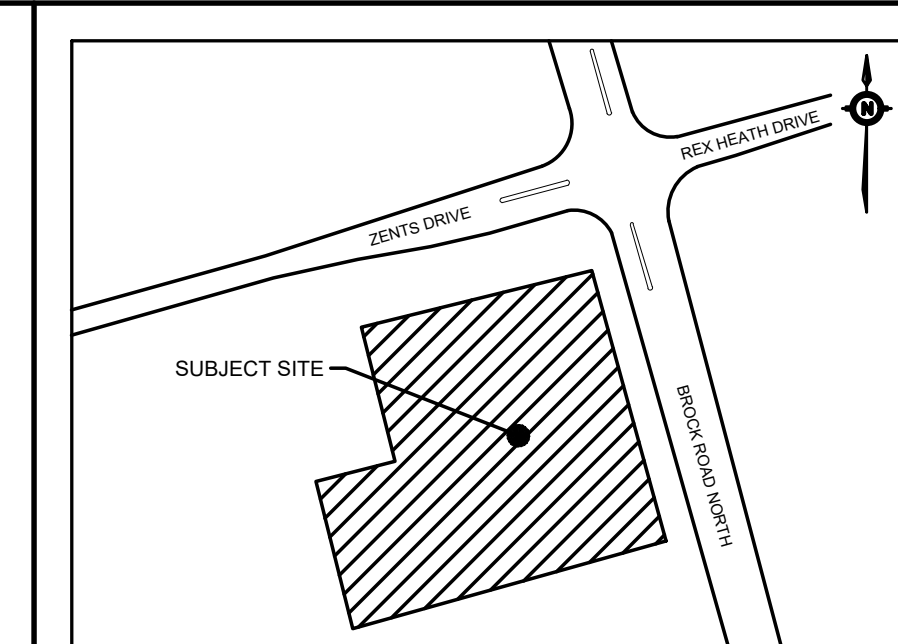 REX HEATH DRIVE
N
ZENTS DRIVE
SUBJECT SITE
BROCK ROAD NORTH